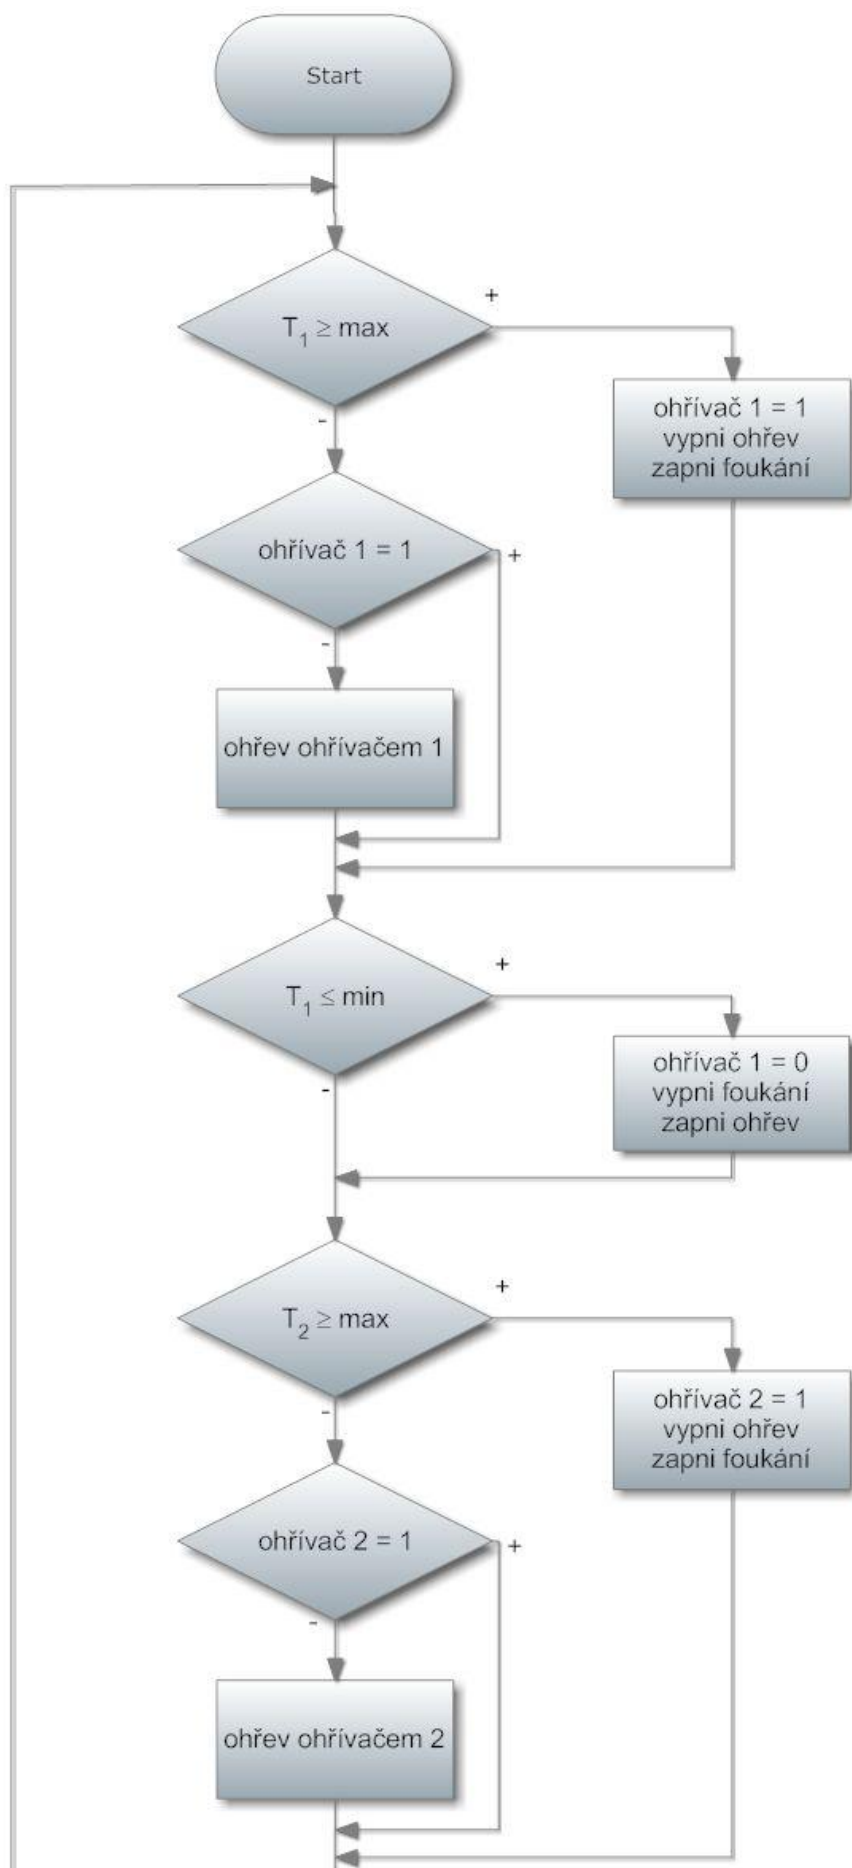 Start
+
T₁ ≥ max
ohřívač 1 = 1
vypni ohřev
zapni foukání
-
ohřívač 1 = 1
+
-
ohřev ohřívačem 1
+
T₁ ≤ min
ohřívač 1 = 0
vypni foukání
zapni ohřev
-
+
T₂ ≥ max
ohřívač 2 = 1
vypni ohřev
zapni foukání
-
ohřívač 2 = 1
+
-
ohřev ohřívačem 2